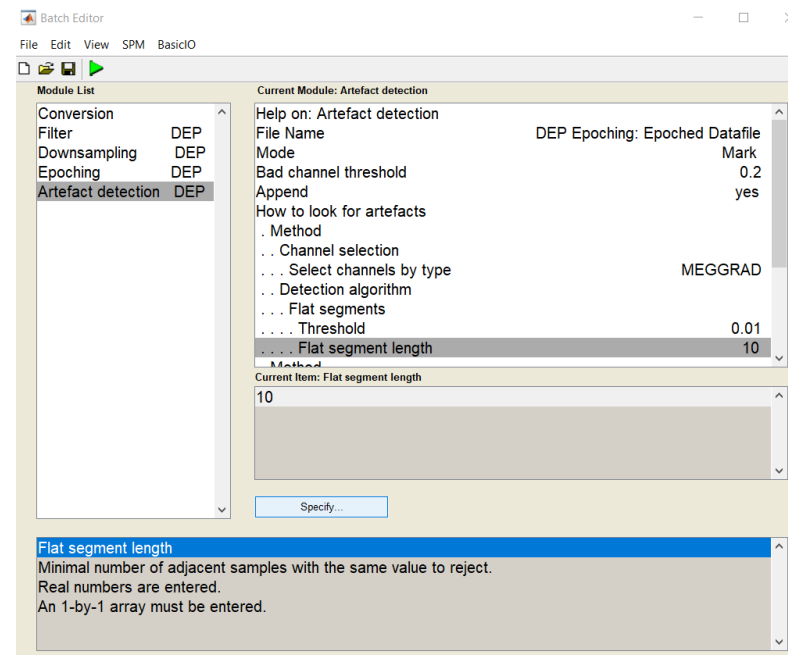 Batch Editor
File Edit View SPM BasicIO
Module List
Conversion
Filter DEP
Downsampling DEP
Epoching DEP
Artefact detection DEP
Current Module: Artefact detection
Help on: Artefact detection
File Name DEP Epoching: Epoched Datafile
Mode Mark
Bad channel threshold 0.2
Append yes
How to look for artefacts
. Method
. . Channel selection
. . . Select channels by type MEGGRAD
. . Detection algorithm
. . . Flat segments
. . . . Threshold 0.01
. . . . Flat segment length 10
. Method
Current Item: Flat segment length
10
Specify...
Flat segment length
Minimal number of adjacent samples with the same value to reject.
Real numbers are entered.
An 1-by-1 array must be entered.